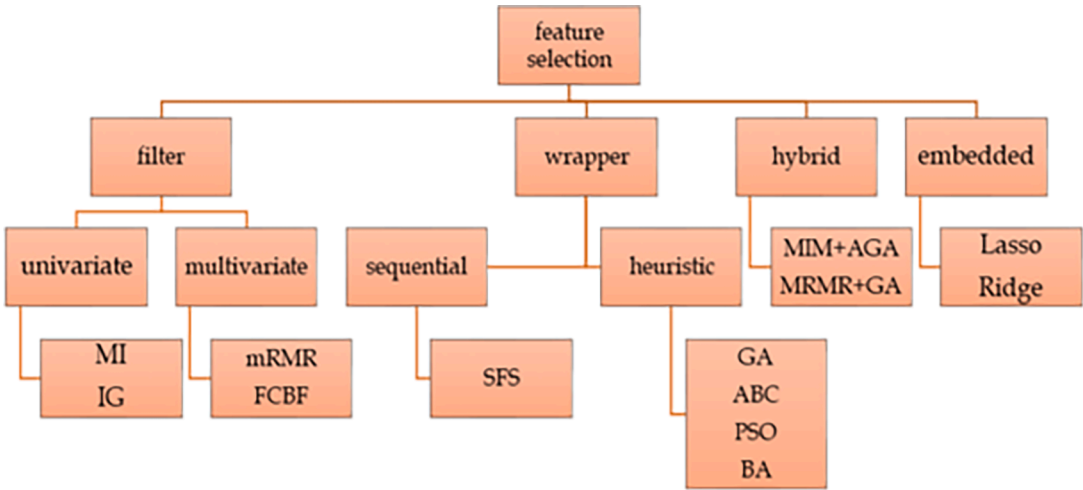 feature
selection
filter
wrapper
hybrid
embedded
univariate
multivariate
sequential
heuristic
MIM+AGA
MRMR+GA
Lasso
Ridge
MI
IG
mRMR
FCBF
SFS
GA
ABC
PSO
BA